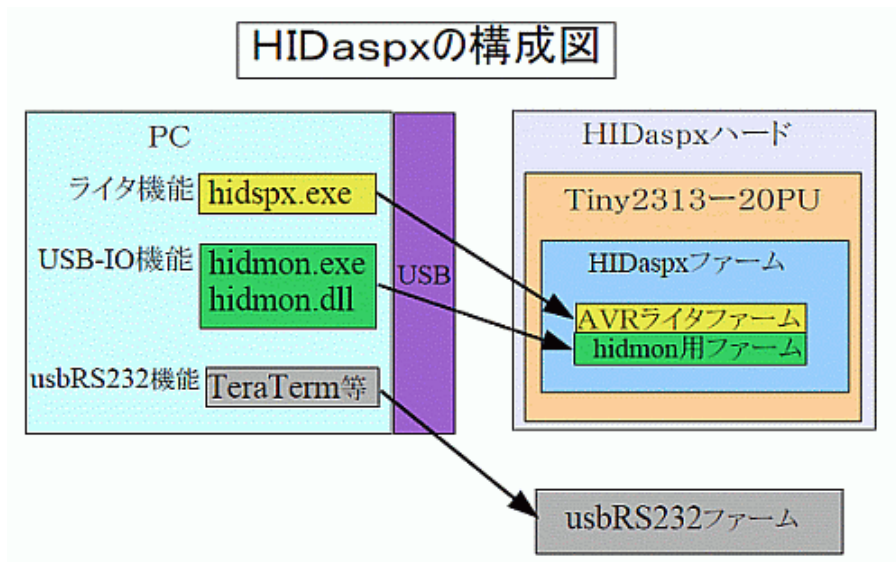 HIDaspxの構成図
PC
ライタ機能 hidspx.exe
USB-IO機能 hidmon.exe
hidmon.dll
usbRS232機能 TeraTerm等
USB
HIDaspxハード
Tiny2313ー20PU
HIDaspxファーム
AVRライタファーム
hidmon用ファーム
usbRS232ファーム